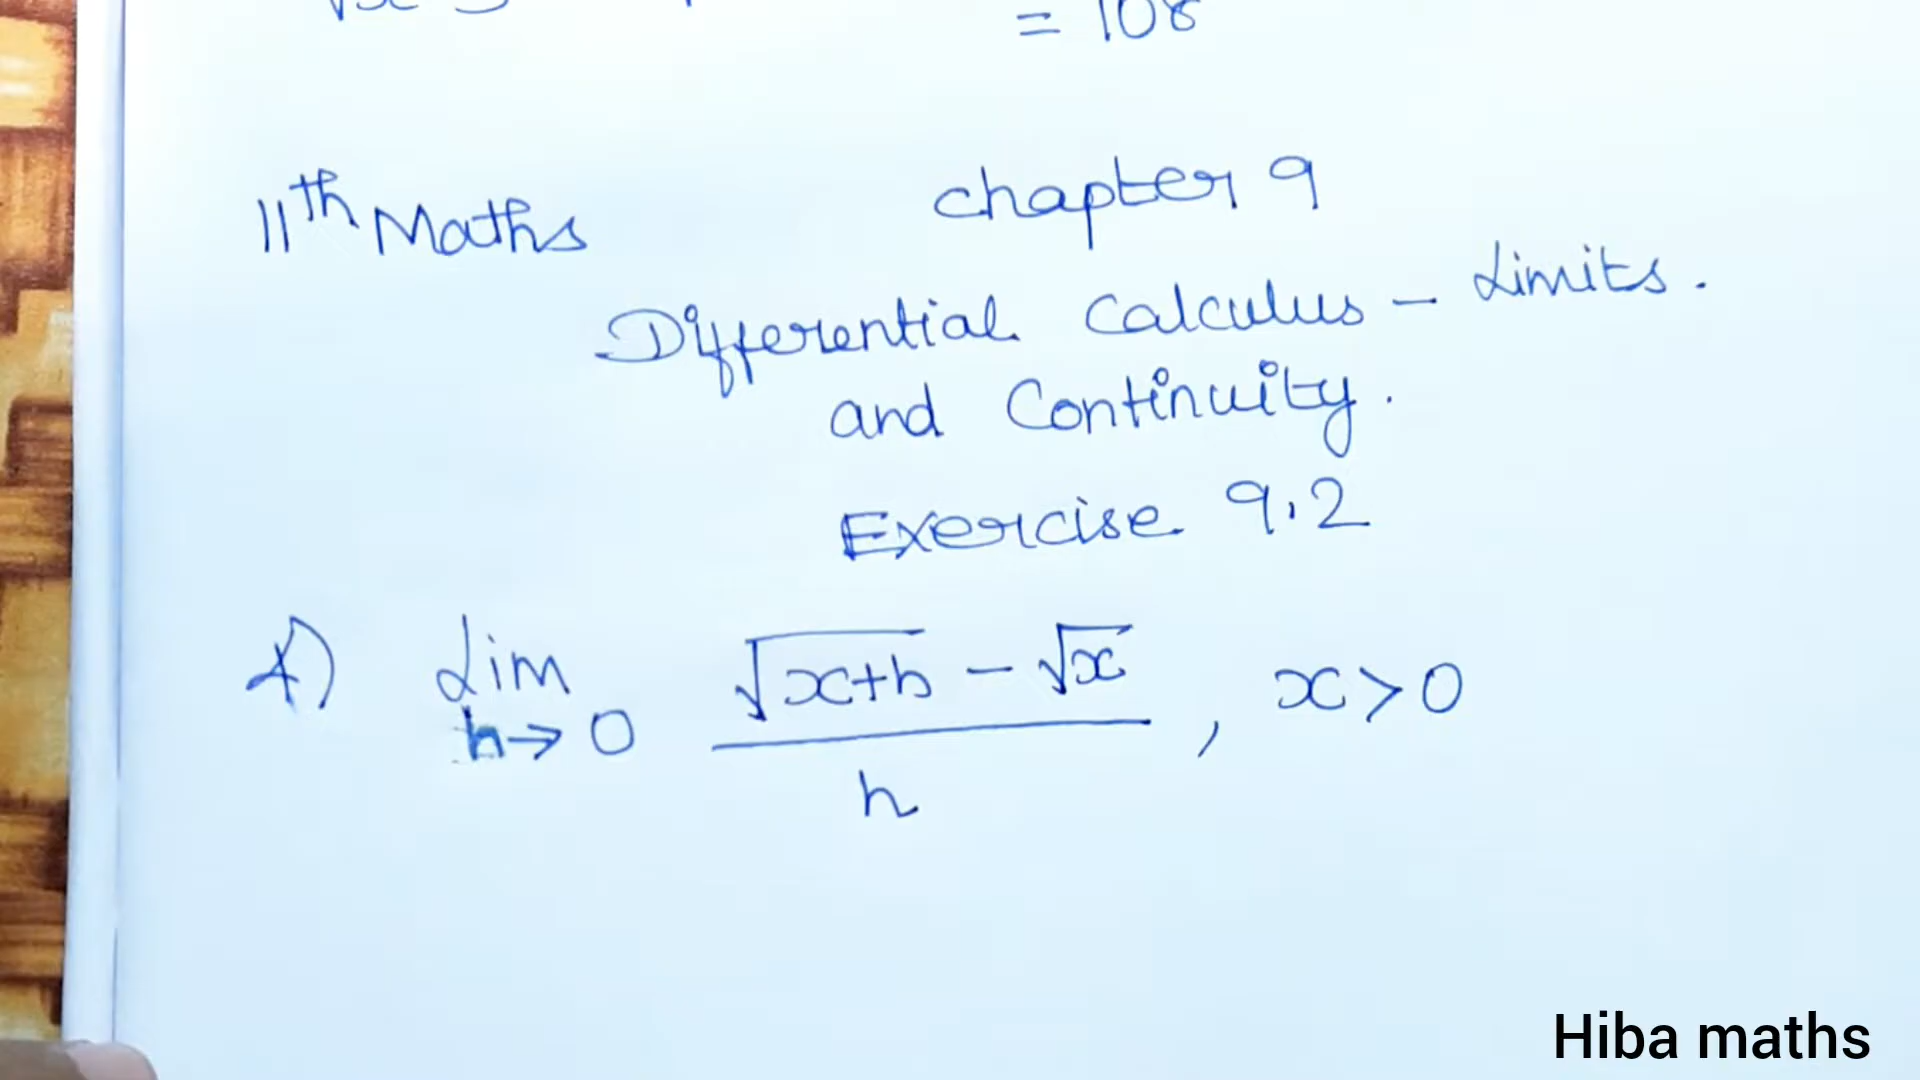 = 108
11th Maths
Chapter 9
Differential Calculus - Limits.
and Continuity.
Exercise 9.2
4) Lim h→0 (√(x+h) - √x)/h , x>0
Hiba maths